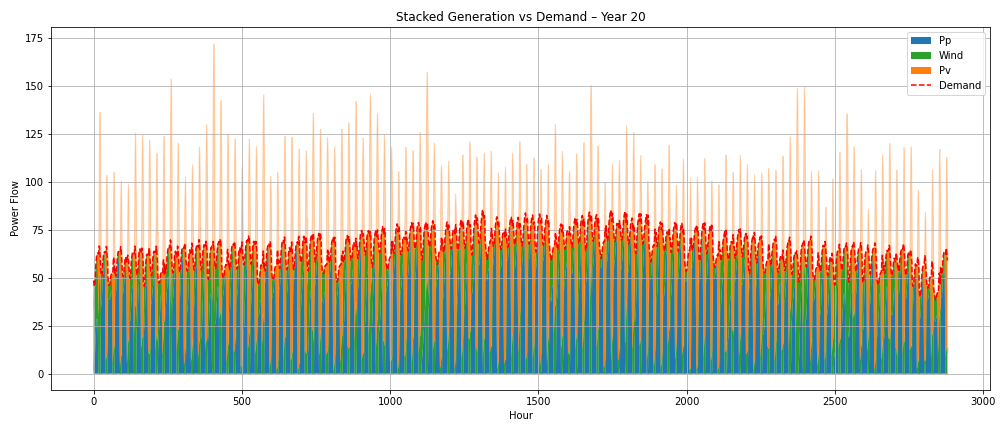 Stacked Generation vs Demand – Year 20
Power Flow
175
150
125
100
75
50
25
0
0 500 1000 1500 2000 2500 3000
Hour
Pp
Wind
Pv
Demand